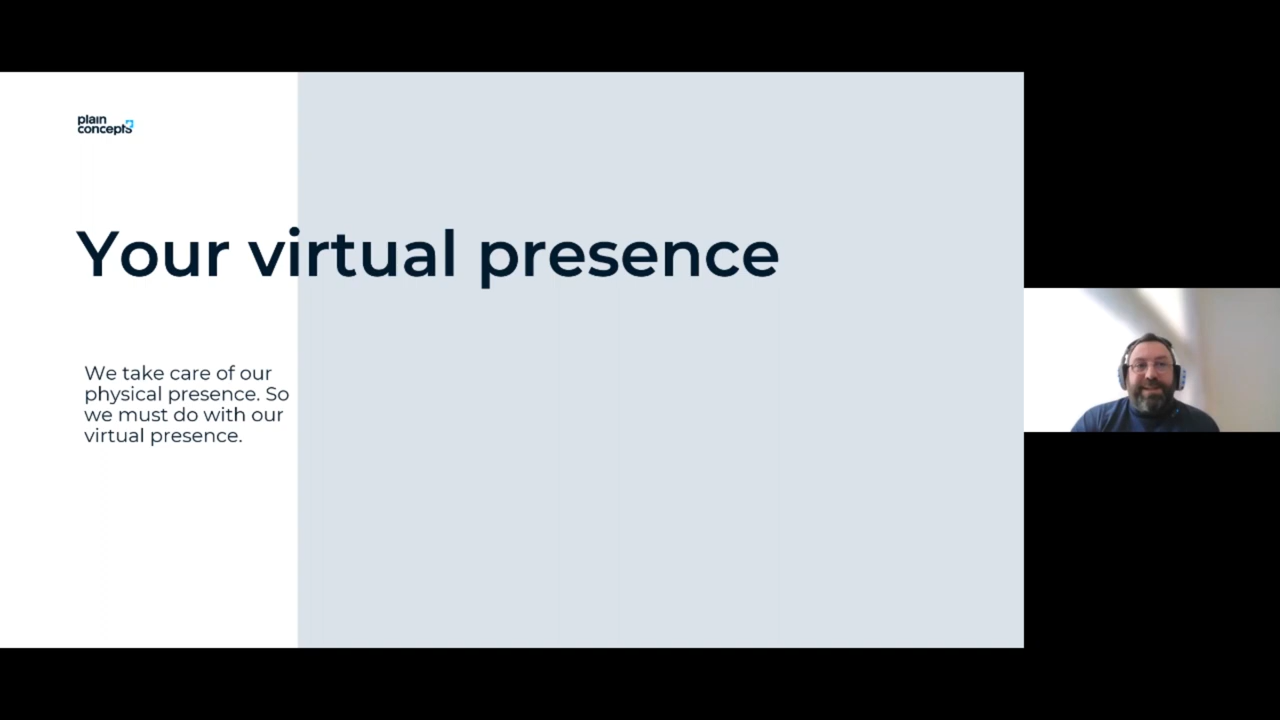 plain
concepts
Your virtual presence
We take care of our
physical presence. So
we must do with our
virtual presence.